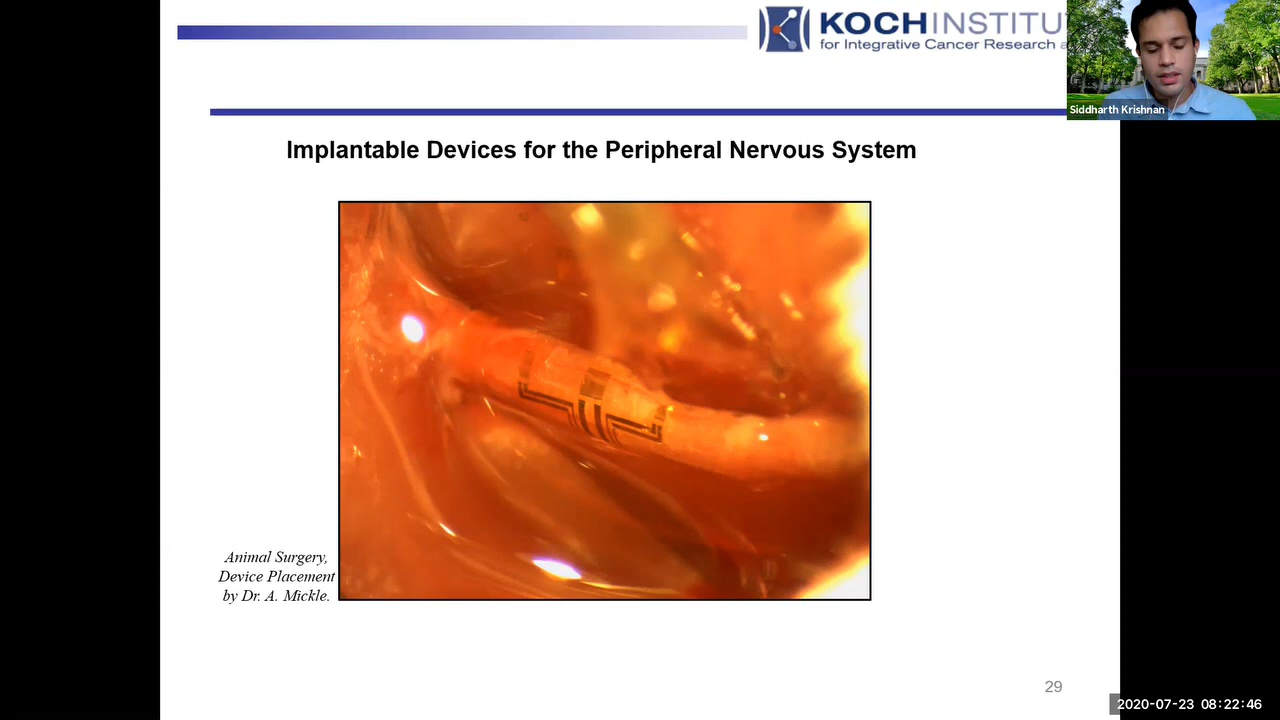 KOCHINSTITU
for Integrative Cancer Research a
Siddharth Krishnan
Implantable Devices for the Peripheral Nervous System
Animal Surgery,
Device Placement
by Dr. A. Mickle.
29
2020-07-23 08:22:46